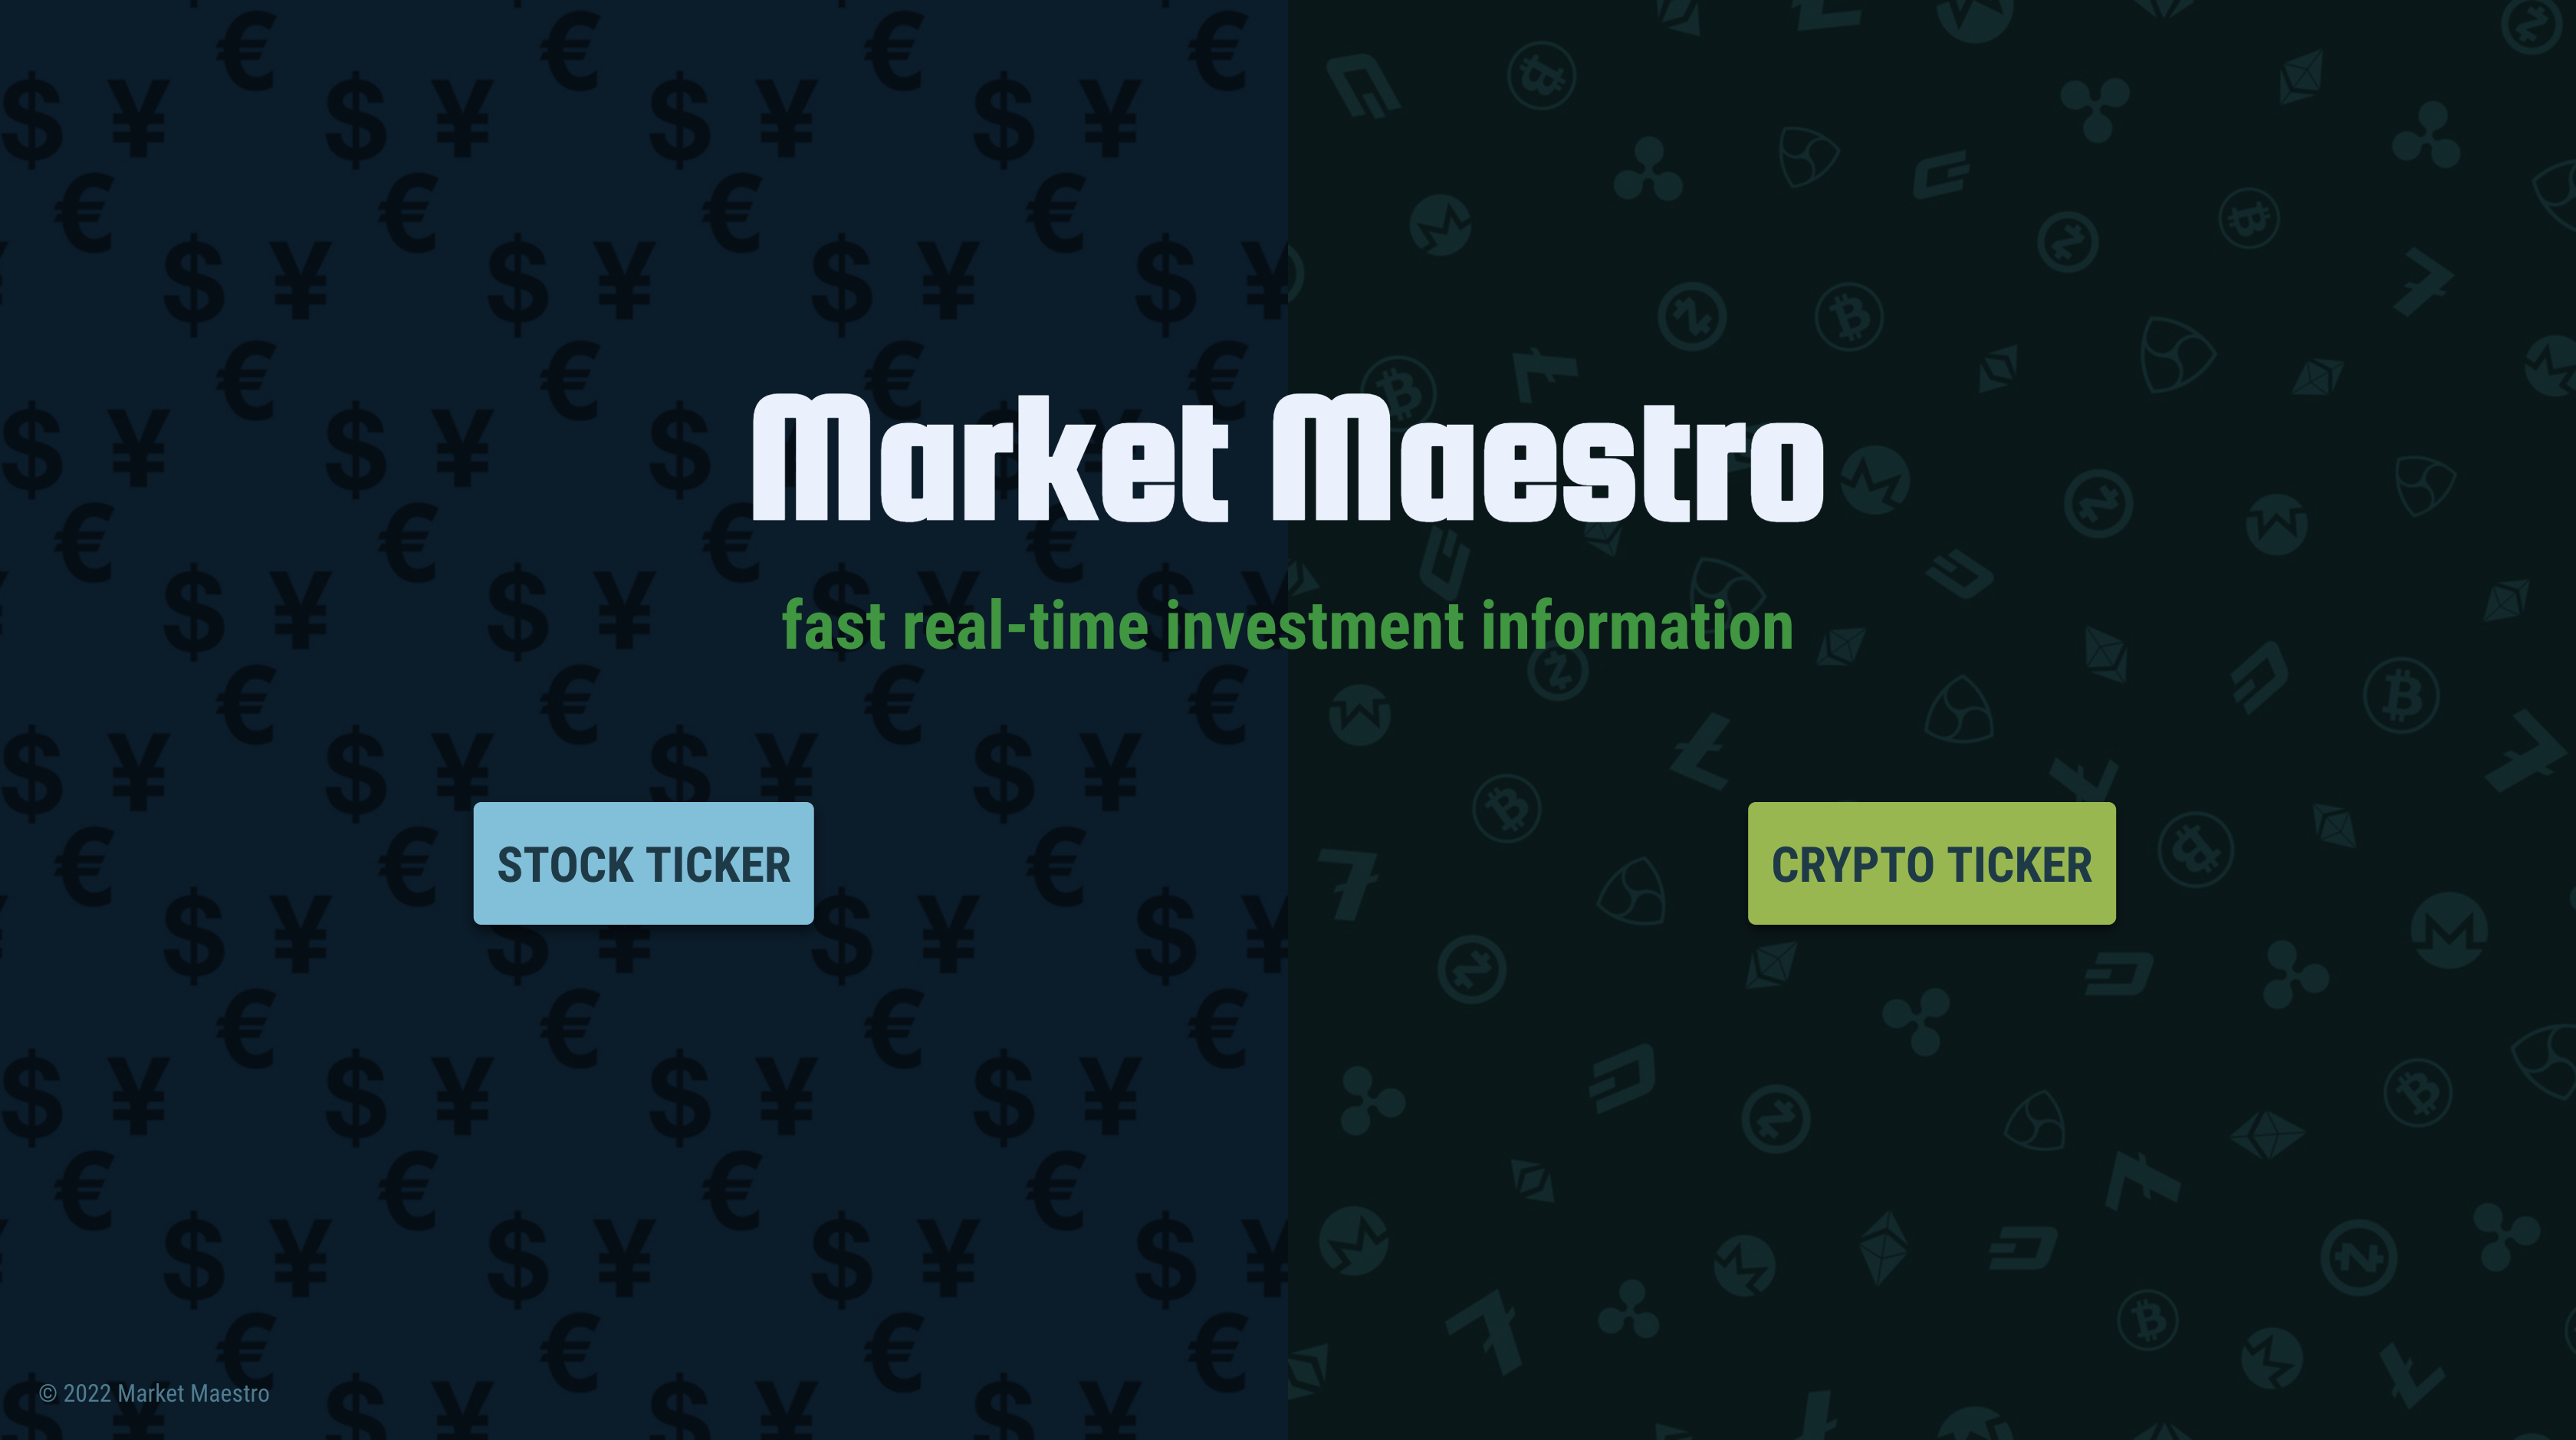 Market Maestro
fast real-time investment information
STOCK TICKER
CRYPTO TICKER
© 2022 Market Maestro